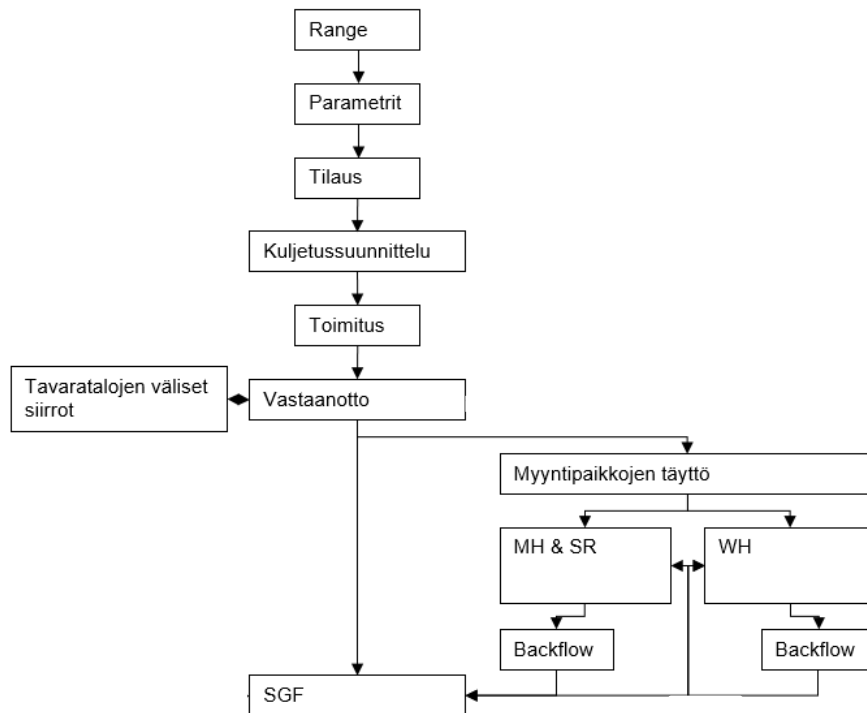 Range
Parametrit
Tilaus
Kuljetussuunnittelu
Toimitus
Tavaratalojen väliset
siirrot
Vastaanotto
Myyntipaikkojen täyttö
MH & SR
WH
Backflow
Backflow
SGF